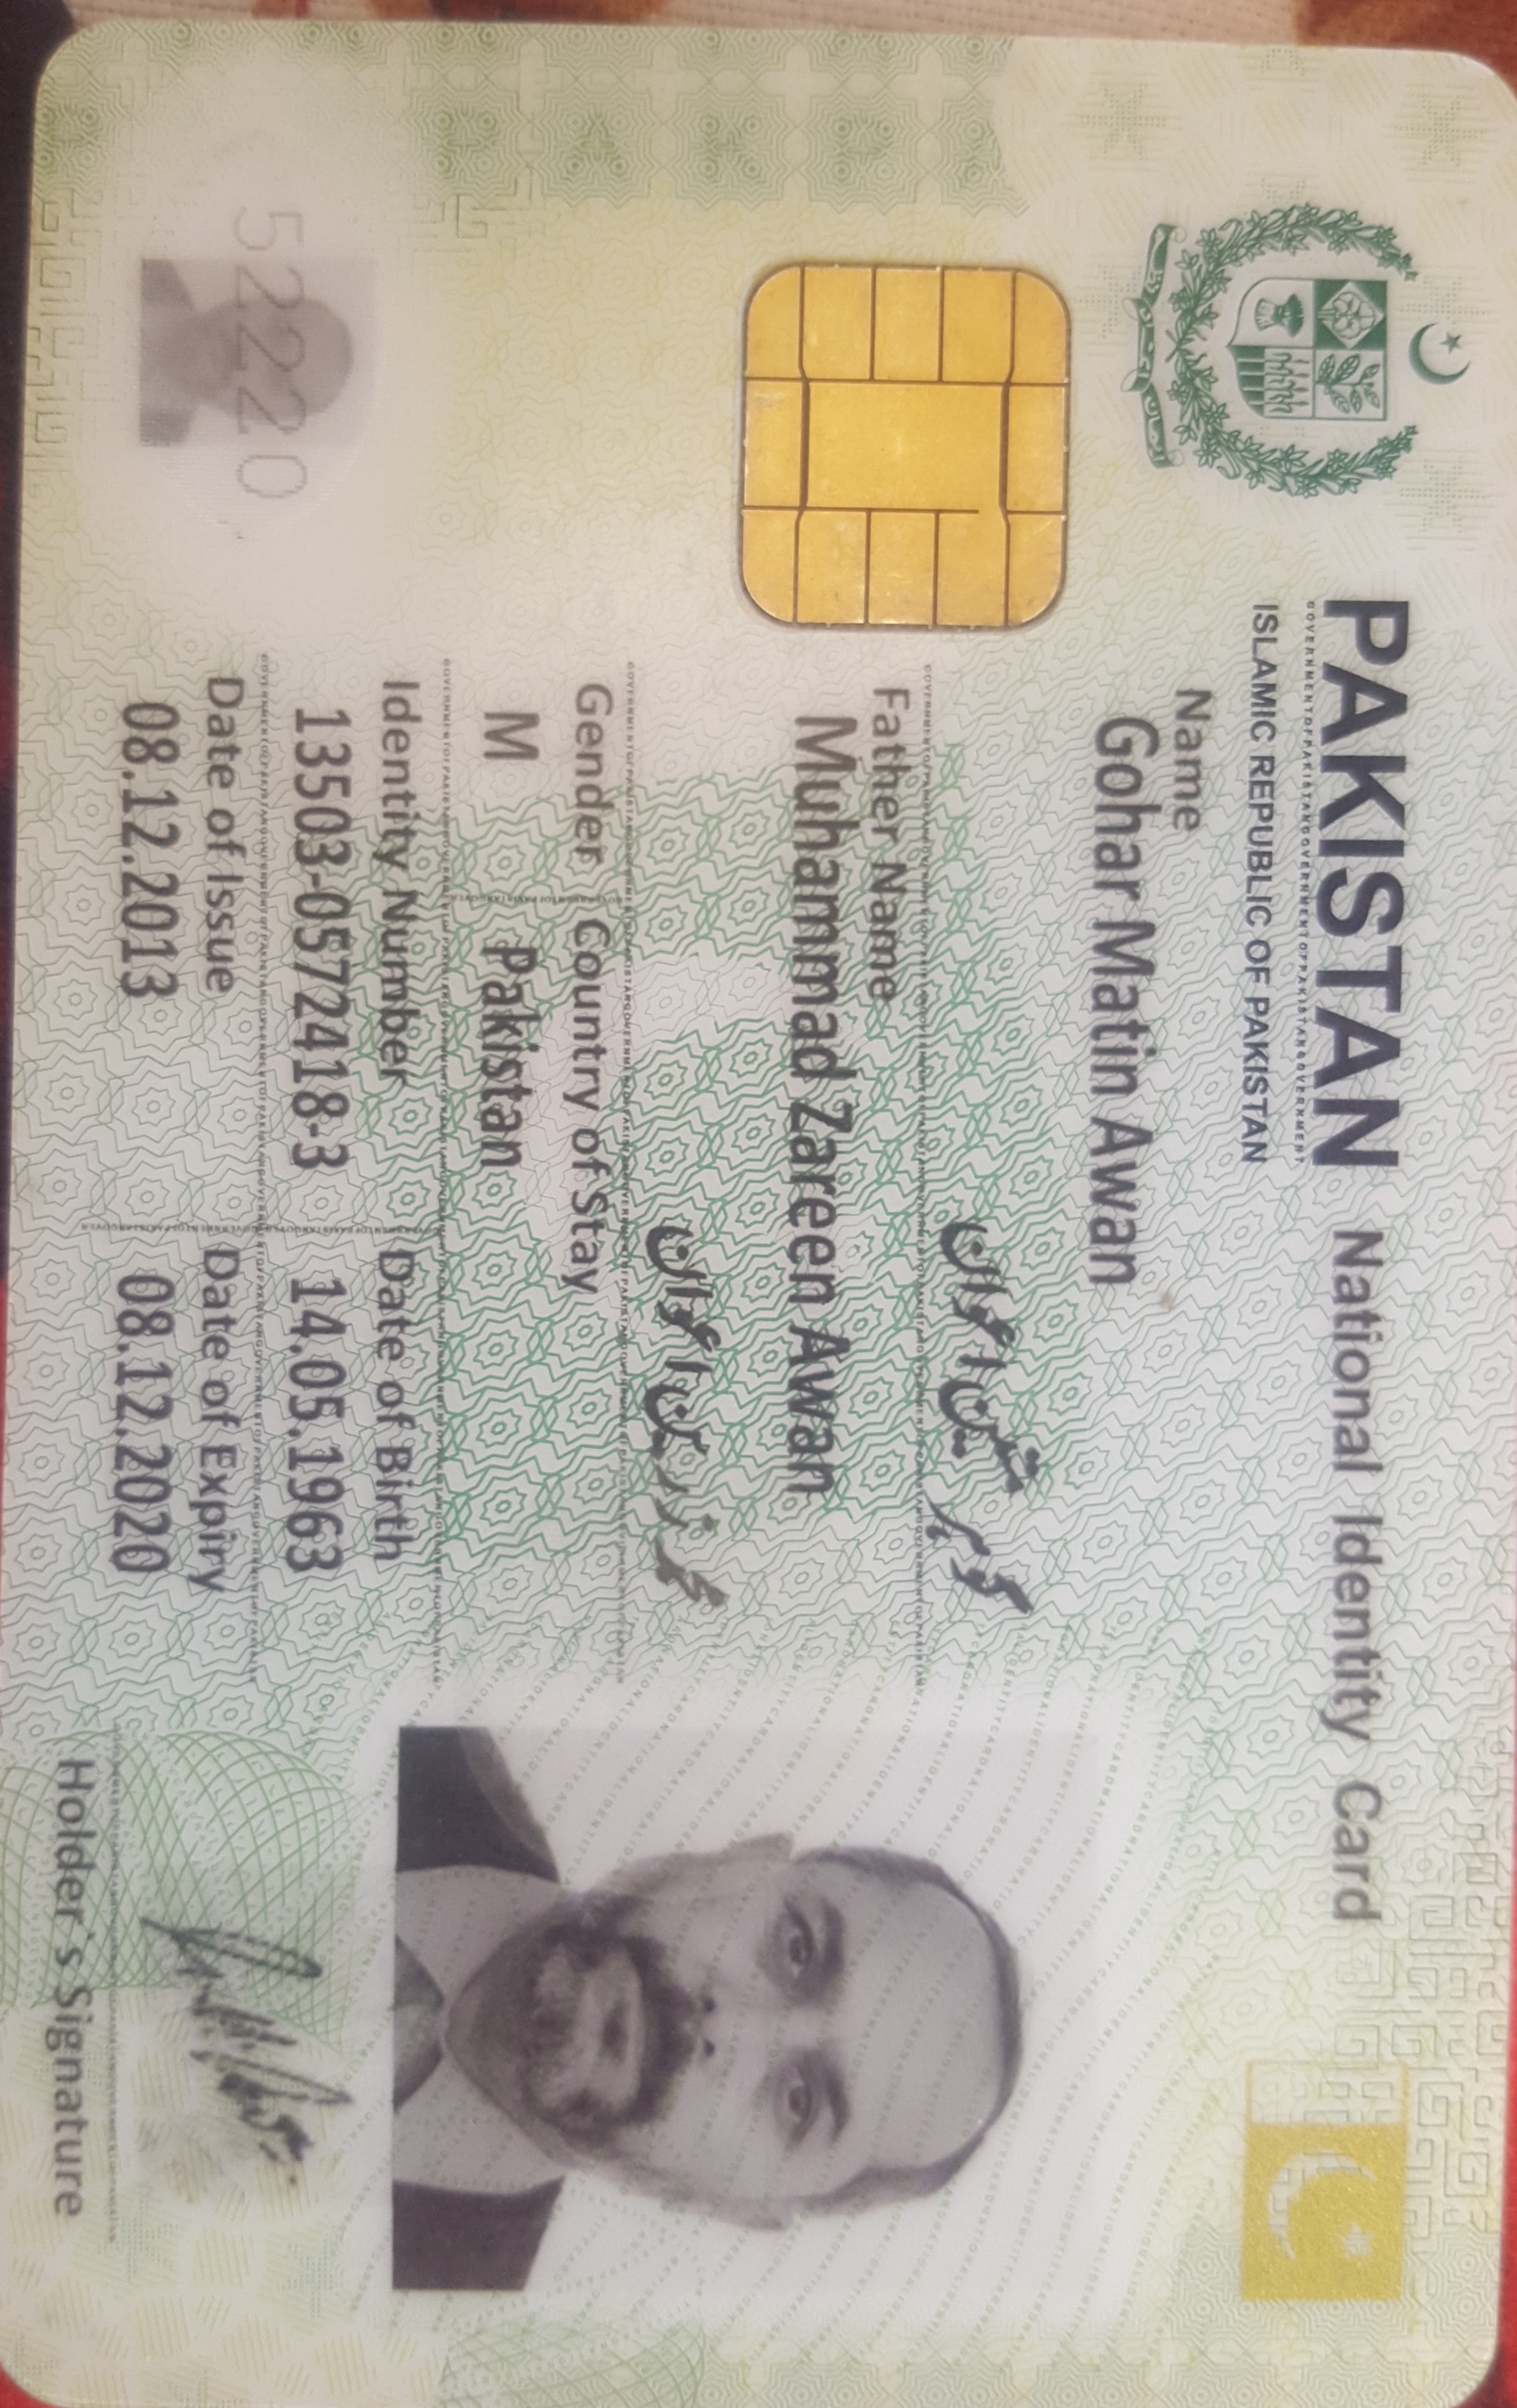 PAKISTAN National Identity Card
ISLAMIC REPUBLIC OF PAKISTAN
Name
Gohar Matin Awan
گوہر متین اعوان
Father Name
Muhammad Zareen Awan
محمد زرین اعوان
Gender Country of Stay
M Pakistan
Identity Number Date of Birth
13503-0572418-3 14.05.1963
Date of Issue Date of Expiry
08.12.2013 08.12.2020
52220
Holder's Signature